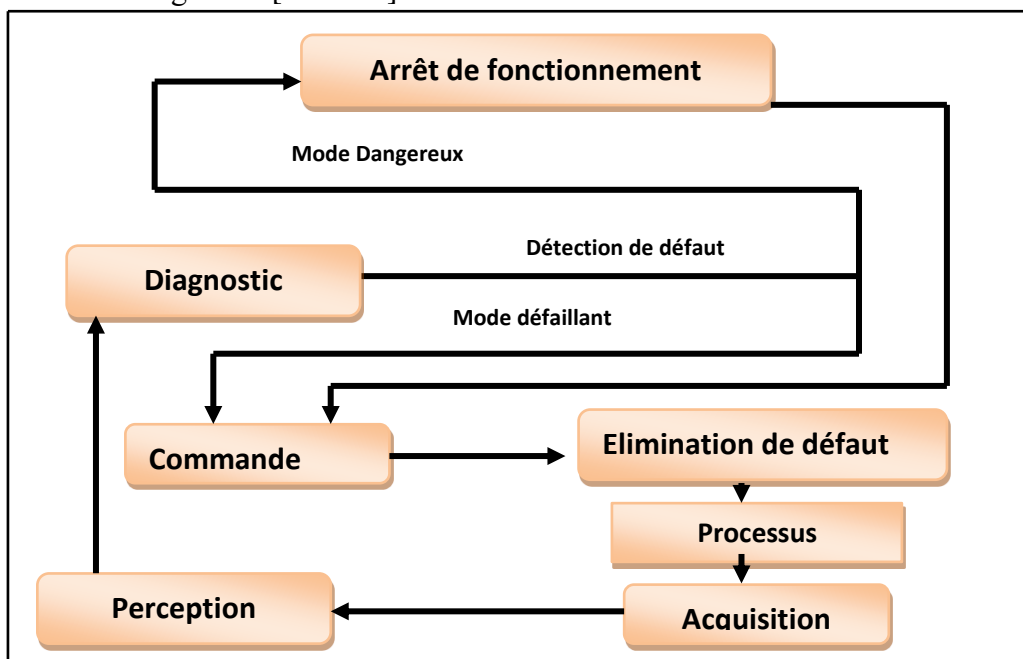 Arrêt de fonctionnement
Mode Dangereux
Détection de défaut
Diagnostic
Mode défaillant
Commande
Elimination de défaut
Processus
Perception
Acquisition